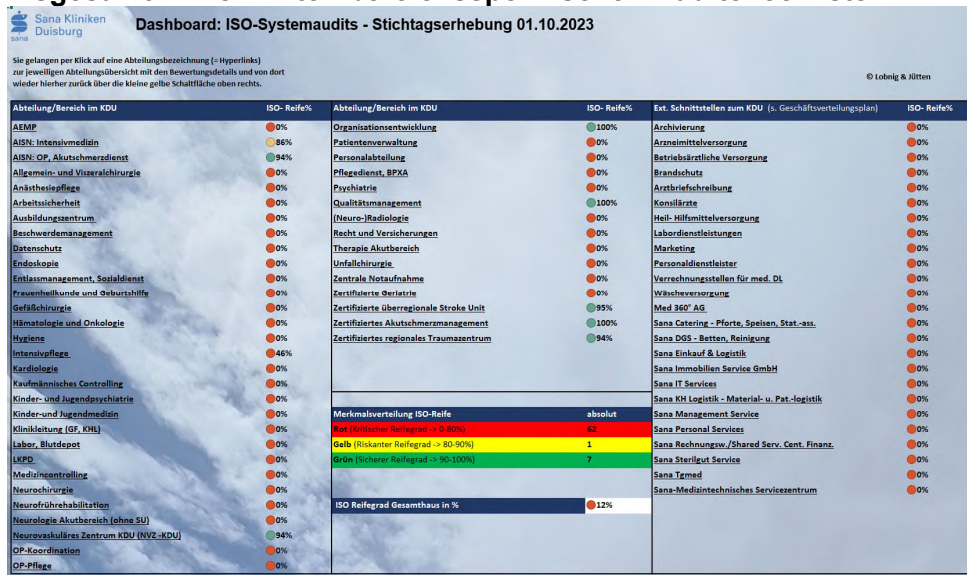 Sana Kliniken
Duisburg
sana
Dashboard: ISO-Systemaudits - Stichtagserhebung 01.10.2023
Sie gelangen per Klick auf eine Abteilungsbezeichnung (= Hyperlinks)
zur jeweiligen Abteilungsübersicht mit den Bewertungsdetails und von dort
wieder hierher zurück über die kleine gelbe Schaltfläche oben rechts.
© Lobnig & Jütten
Abteilung/Bereich im KDU ISO- Reife%
AEMP 0%
AISN: Intensivmedizin 86%
AISN: OP, Akutschmerzdienst 94%
Allgemein- und Viszeralchirurgie 0%
Anästhesiepflege 0%
Arbeitssicherheit 0%
Ausbildungszentrum 0%
Beschwerdemanagement 0%
Datenschutz 0%
Endoskopie 0%
Entlassmanagement, Sozialdienst 0%
Frauenheilkunde und Geburtshilfe 0%
Gefäßchirurgie 0%
Hämatologie und Onkologie 0%
Hygiene 0%
Intensivpflege 46%
Kardiologie 0%
Kaufmännisches Controlling 0%
Kinder- und Jugendpsychiatrie 0%
Kinder-und Jugendmedizin 0%
Klinikleitung (GF, KHL) 0%
Labor, Blutdepot 0%
LKPD 0%
Medizincontrolling 0%
Neurochirurgie 0%
Neurofrührehabilitation 0%
Neurologie Akutbereich (ohne SU) 0%
Neurovaskuläres Zentrum KDU (NVZ -KDU) 94%
OP-Koordination 0%
OP-Pflege 0%
Abteilung/Bereich im KDU ISO- Reife%
Organisationsentwicklung 100%
Patientenverwaltung 0%
Personalabteilung 0%
Pflegedienst, BPXA 0%
Psychiatrie 0%
Qualitätsmanagement 100%
(Neuro-)Radiologie 0%
Recht und Versicherungen 0%
Therapie Akutbereich 0%
Unfallchirurgie 0%
Zentrale Notaufnahme 0%
Zertifizierte Geriatrie 0%
Zertifizierte überregionale Stroke Unit 95%
Zertifiziertes Akutschmerzmanagement 100%
Zertifiziertes regionales Traumazentrum 94%
Merkmalsverteilung ISO-Reife absolut
Rot (Kritischer Reifegrad -> 0-80%) 62
Gelb (Riskanter Reifegrad -> 80-90%) 1
Grün (Sicherer Reifegrad -> 90-100%) 7
ISO Reifegrad Gesamthaus in % 12%
Ext. Schnittstellen zum KDU (s. Geschäftsverteilungsplan) ISO- Reife%
Archivierung 0%
Arzneimittelversorgung 0%
Betriebsärztliche Versorgung 0%
Brandschutz 0%
Arztbriefschreibung 0%
Konsilärzte 0%
Heil- Hilfsmittelversorgung 0%
Labordienstleistungen 0%
Marketing 0%
Personaldienstleister 0%
Verrechnungsstellen für med. DL 0%
Wäscheversorgung 0%
Med 360° AG 0%
Sana Catering - Pforte, Speisen, Stat.-ass. 0%
Sana DGS - Betten, Reinigung 0%
Sana Einkauf & Logistik 0%
Sana Immobilien Service GmbH 0%
Sana IT Services 0%
Sana KH Logistik - Material- u. Pat.-logistik 0%
Sana Management Service 0%
Sana Personal Services 0%
Sana Rechnungsw./Shared Serv. Cent. Finanz. 0%
Sana Sterilgut Service 0%
Sana Tgmed 0%
Sana-Medizintechnisches Servicezentrum 0%